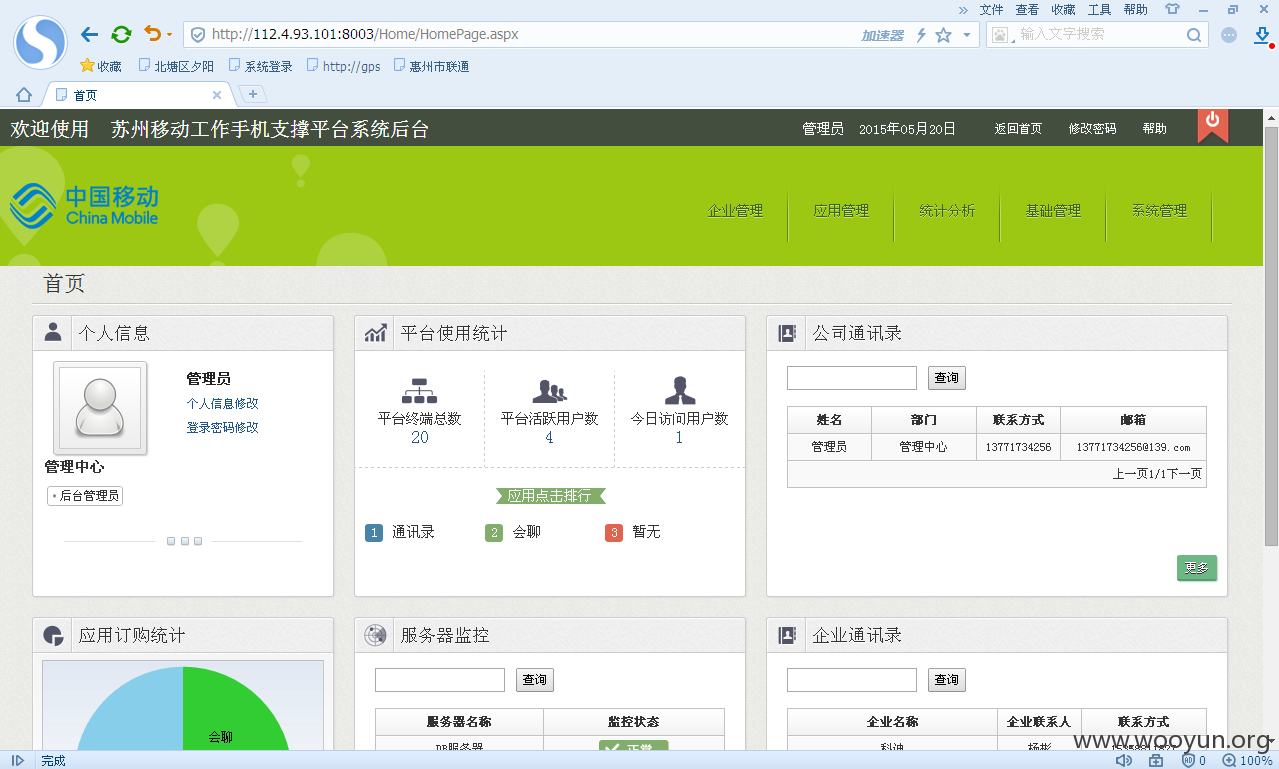 » 文件 查看 收藏 工具 帮助
http://112.4.93.101:8003/Home/HomePage.aspx 加速器 输入文字搜索
收藏 北塘区夕阳 系统登录 http://gps 惠州市联通
首页
欢迎使用 苏州移动工作手机支撑平台系统后台 管理员 2015年05月20日 返回首页 修改密码 帮助
中国移动
China Mobile
企业管理 应用管理 统计分析 基础管理 系统管理
首页
个人信息 平台使用统计 公司通讯录
管理员
个人信息修改
登录密码修改
管理中心
后台管理员
平台终端总数 平台活跃用户数 今日访问用户数
20 4 1
应用点击排行
1 通讯录 2 会聊 3 暂无
查询
姓名 部门 联系方式 邮箱
管理员 管理中心 13771734256 13771734256@139.com
上一页1/1下一页
更多
应用订购统计 服务器监控 企业通讯录
会聊
查询 查询
服务器名称 监控状态 企业名称 企业联系人 联系方式
DB服务器 正常 科迪
www.wooyun.org
完成 0 100%